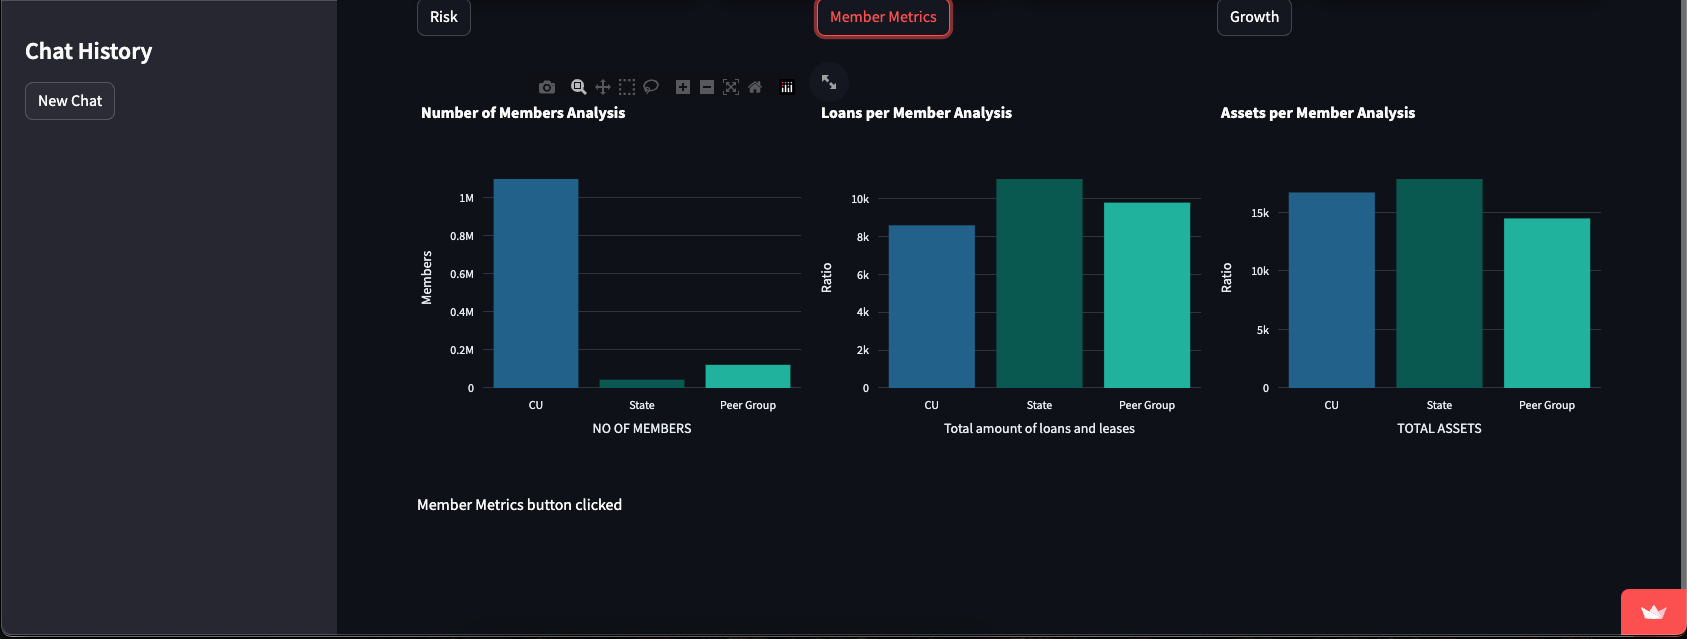 Chat History
New Chat
Risk
Member Metrics
Growth
Number of Members Analysis
1M
0.8M
0.6M
0.4M
0.2M
0
Members
CU
State
Peer Group
NO OF MEMBERS
Loans per Member Analysis
10k
8k
6k
4k
2k
0
Ratio
CU
State
Peer Group
Total amount of loans and leases
Assets per Member Analysis
15k
10k
5k
0
Ratio
CU
State
Peer Group
TOTAL ASSETS
Member Metrics button clicked